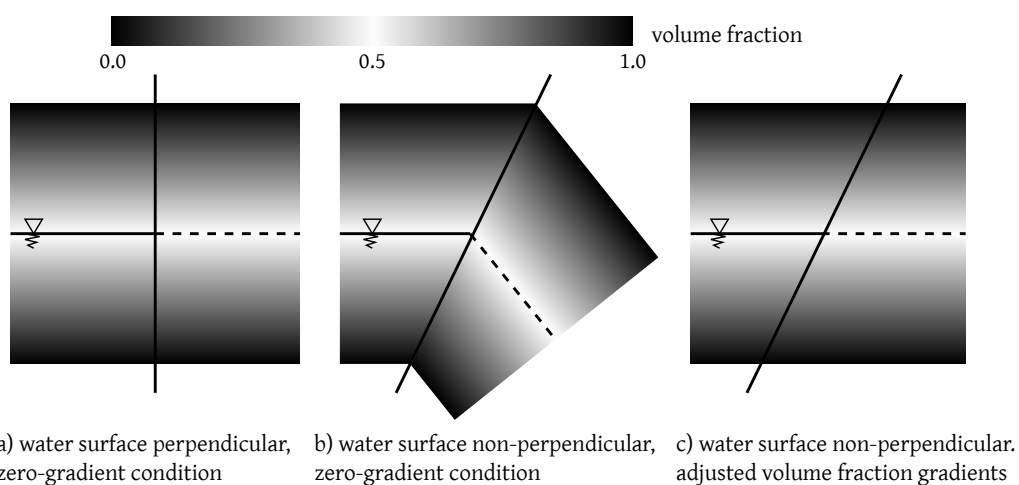 volume fraction
0.0 0.5 1.0
a) water surface perpendicular,
zero-gradient condition
b) water surface non-perpendicular,
zero-gradient condition
c) water surface non-perpendicular.
adjusted volume fraction gradients